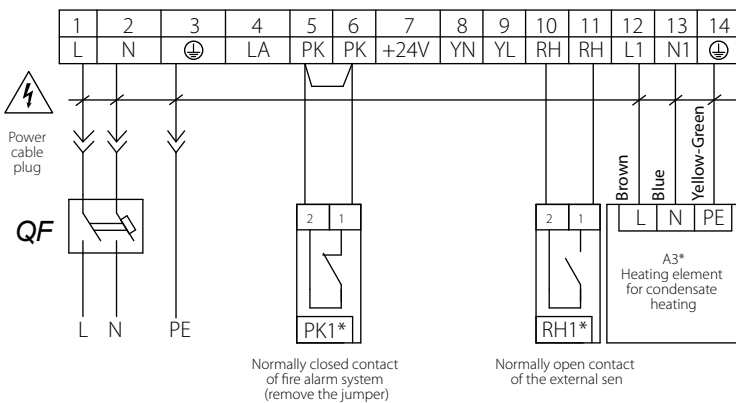 1 2 3 4 5 6 7 8 9 10 11 12 13 14
L N LA PK PK +24V YN YL RH RH L1 N1
Power
cable
plug
QF
L N PE
2 1
PK1*
Normally closed contact
of fire alarm system
(remove the jumper)
2 1
RH1*
Normally open contact
of the external sen
Brown
Blue
Yellow-Green
L N PE
A3*
Heating element
for condensate
heating